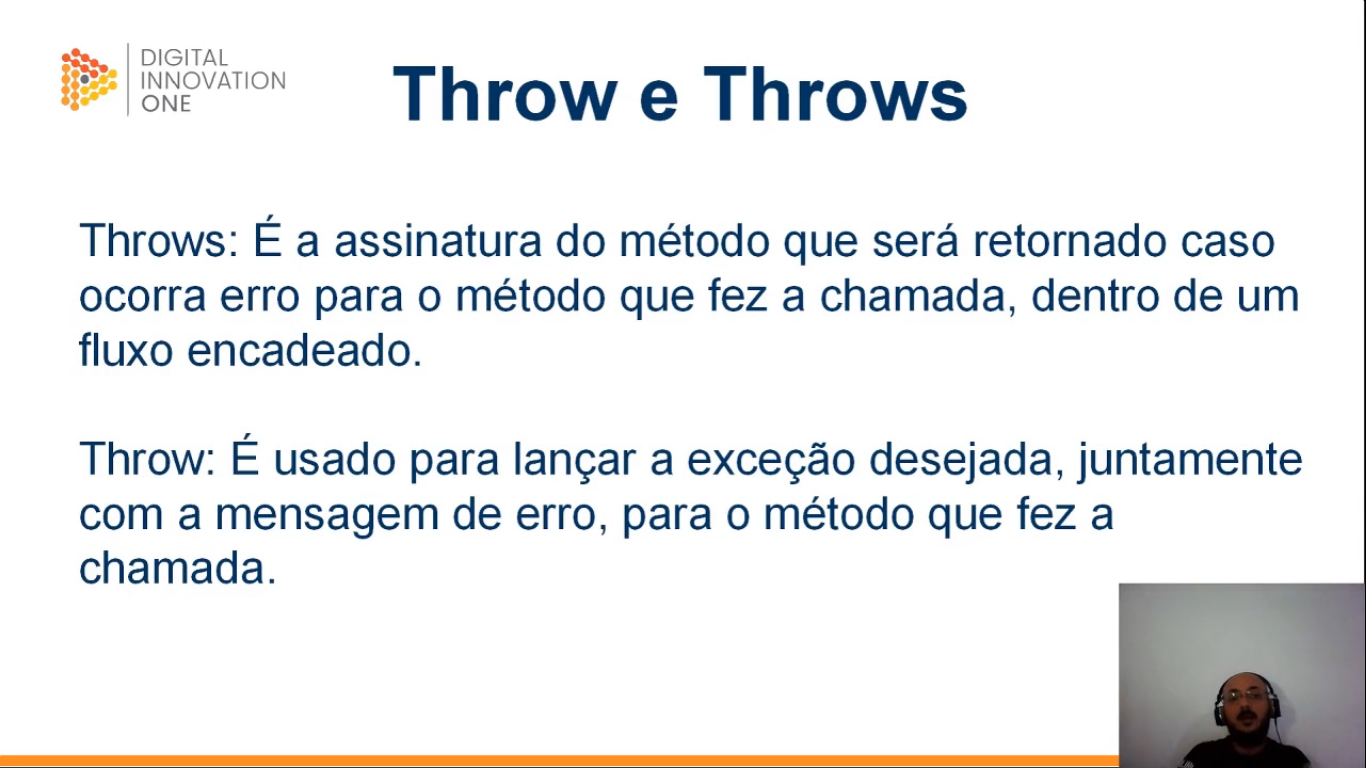 DIGITAL
INNOVATION
ONE
Throw e Throws
Throws: É a assinatura do método que será retornado caso
ocorra erro para o método que fez a chamada, dentro de um
fluxo encadeado.
Throw: É usado para lançar a exceção desejada, juntamente
com a mensagem de erro, para o método que fez a
chamada.